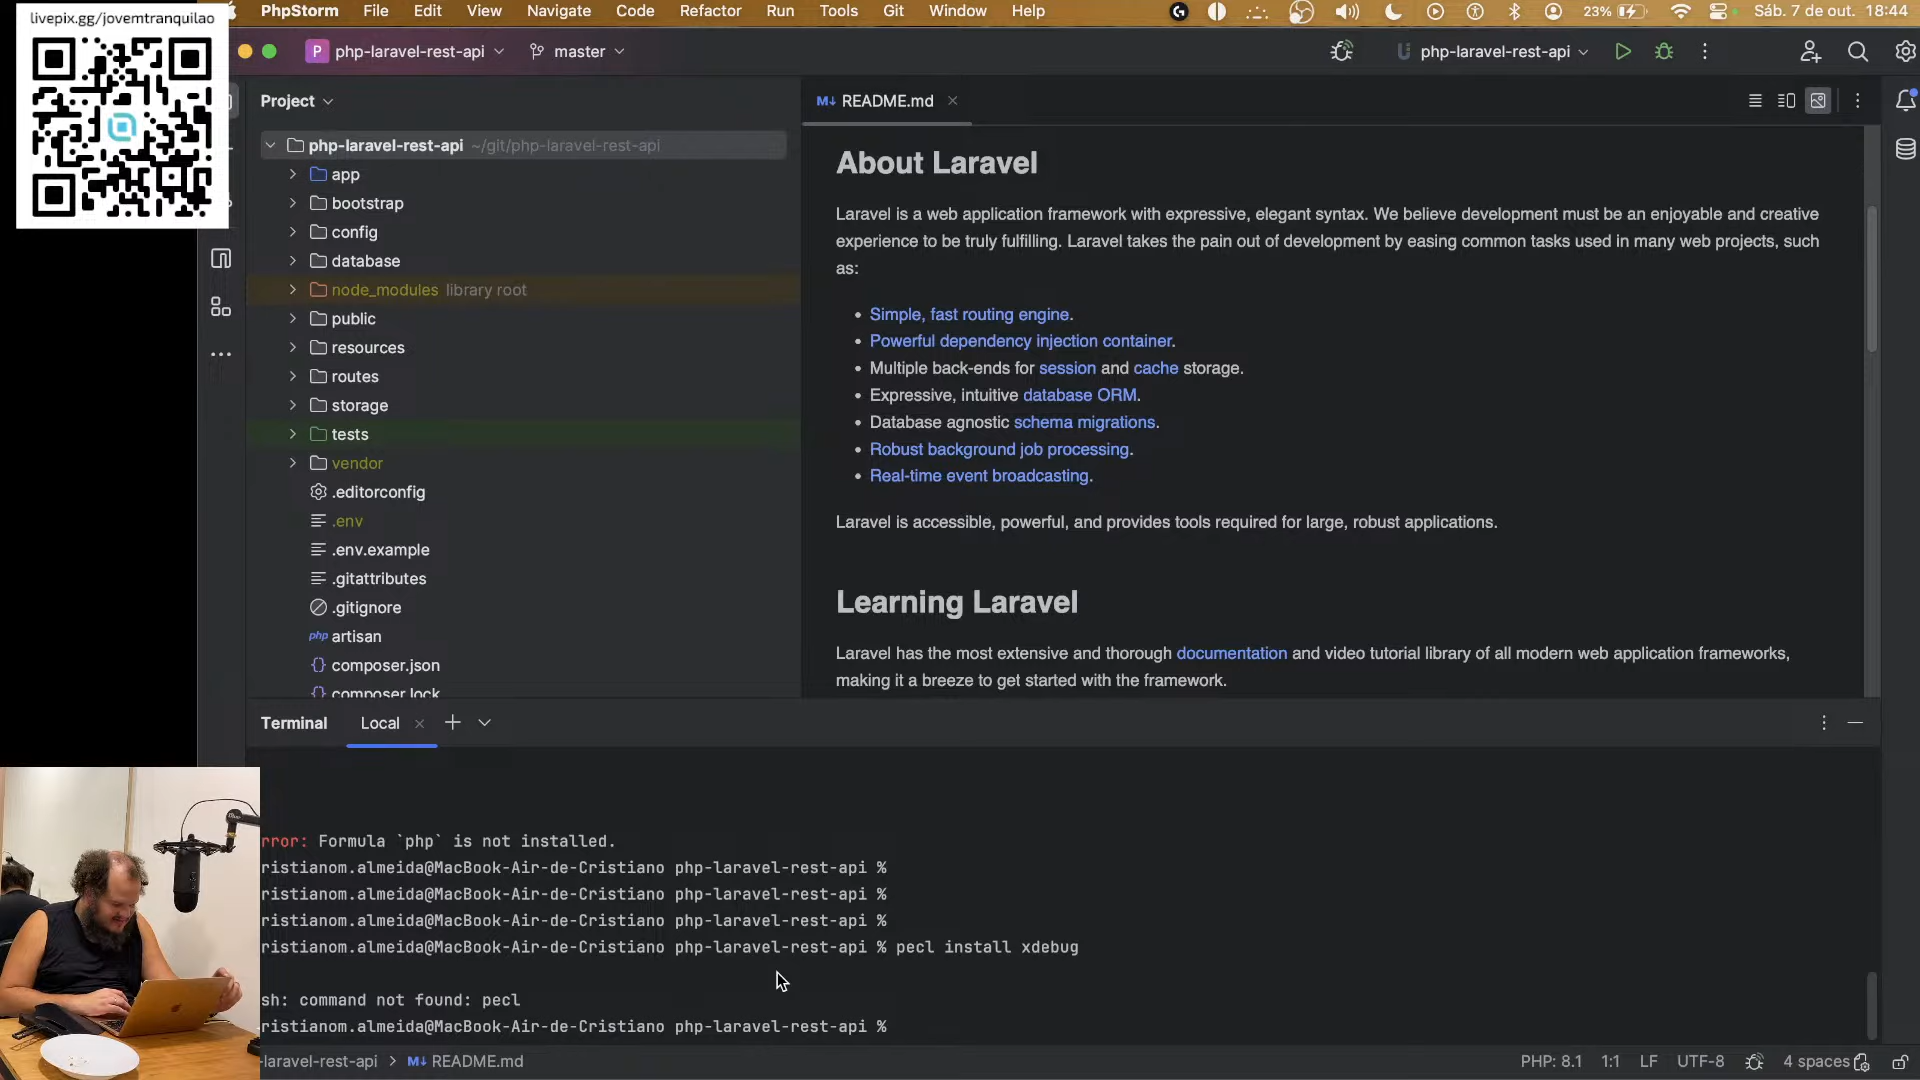 livepix.gg/jovemtranquilao
PhpStorm File Edit View Navigate Code Refactor Run Tools Git Window Help
23% Sáb. 7 de out. 18:44
P php-laravel-rest-api master
php-laravel-rest-api
Project
php-laravel-rest-api ~/git/php-laravel-rest-api
app
bootstrap
config
database
node_modules library root
public
resources
routes
storage
tests
vendor
.editorconfig
.env
.env.example
.gitattributes
.gitignore
php artisan
composer.json
composer.lock
M↓ README.md
About Laravel
Laravel is a web application framework with expressive, elegant syntax. We believe development must be an enjoyable and creative
experience to be truly fulfilling. Laravel takes the pain out of development by easing common tasks used in many web projects, such
as:
• Simple, fast routing engine.
• Powerful dependency injection container.
• Multiple back-ends for session and cache storage.
• Expressive, intuitive database ORM.
• Database agnostic schema migrations.
• Robust background job processing.
• Real-time event broadcasting.
Laravel is accessible, powerful, and provides tools required for large, robust applications.
Learning Laravel
Laravel has the most extensive and thorough documentation and video tutorial library of all modern web application frameworks,
making it a breeze to get started with the framework.
Terminal Local
rror: Formula `php` is not installed.
ristianom.almeida@MacBook-Air-de-Cristiano php-laravel-rest-api %
ristianom.almeida@MacBook-Air-de-Cristiano php-laravel-rest-api %
ristianom.almeida@MacBook-Air-de-Cristiano php-laravel-rest-api %
ristianom.almeida@MacBook-Air-de-Cristiano php-laravel-rest-api % pecl install xdebug
sh: command not found: pecl
ristianom.almeida@MacBook-Air-de-Cristiano php-laravel-rest-api %
-laravel-rest-api > M↓ README.md
PHP: 8.1 1:1 LF UTF-8 4 spaces